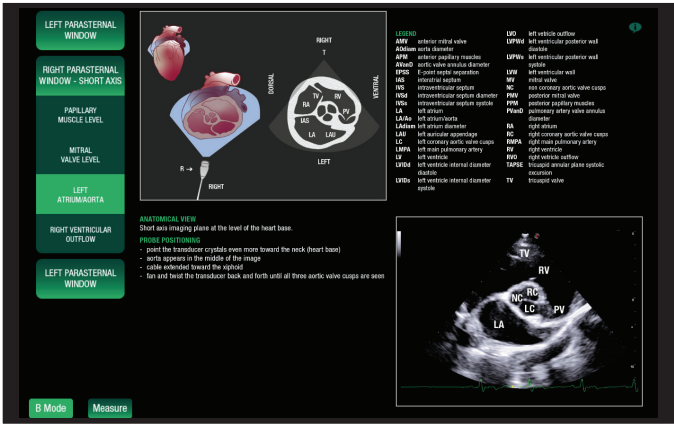 LEFT PARASTERNAL
WINDOW
RIGHT PARASTERNAL
WINDOW - SHORT AXIS
PAPILLARY
MUSCLE LEVEL
MITRAL
VALVE LEVEL
LEFT
ATRIUM/AORTA
RIGHT VENTRICULAR
OUTFLOW
LEFT PARASTERNAL
WINDOW
B Mode
Measure
RIGHT
T
DORSAL
VENTRAL
TV
RV
RA
PV
IAS
LA
LAU
LEFT
R →
RIGHT
LEGEND
AMV anterior mitral valve
AOdiam aorta diameter
APM anterior papillary muscles
AVanD aortic valve annulus diameter
EPSS E-point septal separation
IAS interatrial septum
IVS intraventricular septum
IVSd intraventricular septum diameter
IVSs intraventricular septum systole
LA left atrium
LA/Ao left atrium/aorta
LAdiam left atrium diameter
LAU left auricular appendage
LC left coronary aortic valve cusps
LMPA left main pulmonary artery
LV left ventricle
LVIDd left ventricle internal diameter
diastole
LVIDs left ventricle internal diameter
systole
LVO left vetricle outflow
LVPWd left ventricular posterior wall
diastole
LVPWs left ventricular posterior wall
systole
LVW left ventricular wall
MV mitral valve
NC non coronary aortic valve cusps
PMV posterior mitral valve
PPM posterior papillary muscles
PVanD pulmonary artery valve annulus
diameter
RA right atrium
RC right coronary aortic valve cusps
RMPA right main pulmonary artery
RV right ventricle
RVO right vetricle outflow
TAPSE tricuspid annular plane systolic
excursion
TV tricuspid valve
ANATOMICAL VIEW
Short axis imaging plane at the level of the heart base.
PROBE POSITIONING
- point the transducer crystals even more toward the neck (heart base)
- aorta appears in the middle of the image
- cable extended toward the xiphoid
- fan and twist the transducer back and forth until all three aortic valve cusps are seen
TV
RV
RC
NC
LC
PV
LA